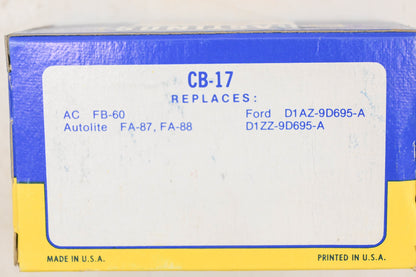 CB-17
REPLACES:
AC FB-60 Ford D1AZ-9D695-A
Autolite FA-87, FA-88 D1ZZ-9D695-A
MADE IN U.S.A. PRINTED IN U.S.A.